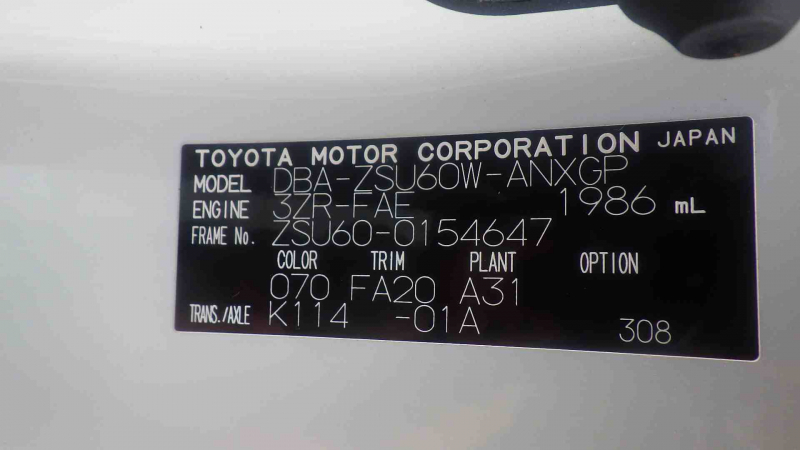 TOYOTA MOTOR CORPORATION JAPAN
MODEL DBA-ZSU60W-ANXGP
ENGINE 3ZR-FAE 1986 mL
FRAME No. ZSU60-0154647
COLOR TRIM PLANT OPTION
070 FA20 A31
TRANS./AXLE K114 -01A 308